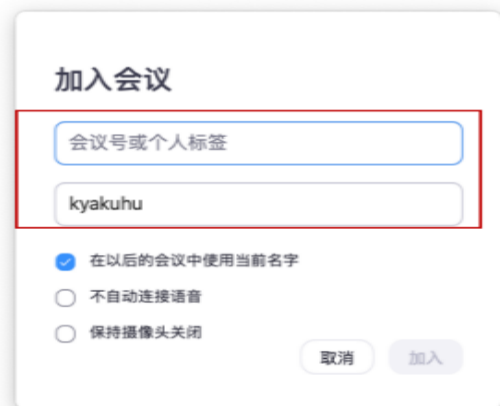 加入会议
会议号或个人标签
kyakuhu
在以后的会议中使用当前名字
不自动连接语音
保持摄像头关闭
取消 加入